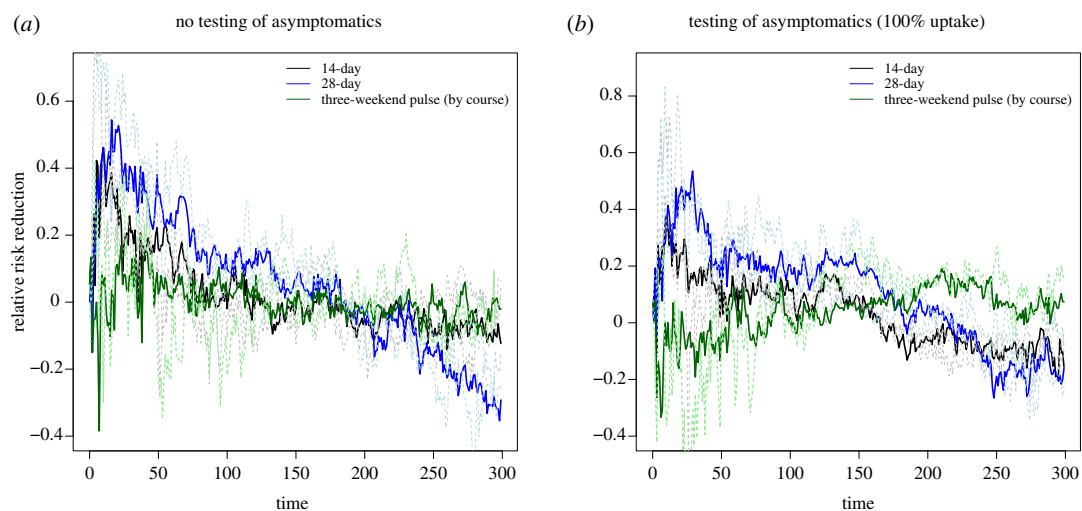 (a) no testing of asymptomatics
14-day
28-day
three-weekend pulse (by course)
0.6
0.4
0.2
0
−0.2
−0.4
relative risk reduction
0 50 100 150 200 250 300
time
(b) testing of asymptomatics (100% uptake)
14-day
28-day
three-weekend pulse (by course)
0.8
0.6
0.4
0.2
0
−0.2
−0.4
0 50 100 150 200 250 300
time